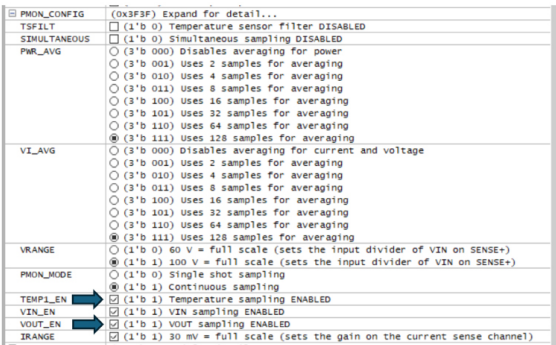 PMON_CONFIG (0x3F3F) Expand for detail...
TSFILT (1'b 0) Temperature sensor filter DISABLED
SIMULTANEOUS (1'b 0) Simultaneous sampling DISABLED
PWR_AVG (3'b 000) Disables averaging for power
(3'b 001) Uses 2 samples for averaging
(3'b 010) Uses 4 samples for averaging
(3'b 011) Uses 8 samples for averaging
(3'b 100) Uses 16 samples for averaging
(3'b 101) Uses 32 samples for averaging
(3'b 110) Uses 64 samples for averaging
(3'b 111) Uses 128 samples for averaging
VI_AVG (3'b 000) Disables averaging for current and voltage
(3'b 001) Uses 2 samples for averaging
(3'b 010) Uses 4 samples for averaging
(3'b 011) Uses 8 samples for averaging
(3'b 100) Uses 16 samples for averaging
(3'b 101) Uses 32 samples for averaging
(3'b 110) Uses 64 samples for averaging
(3'b 111) Uses 128 samples for averaging
VRANGE (1'b 0) 60 V = full scale (sets the input divider of VIN on SENSE+)
(1'b 1) 100 V = full scale (sets the input divider of VIN on SENSE+)
PMON_MODE (1'b 0) Single shot sampling
(1'b 1) Continuous sampling
TEMP1_EN (1'b 1) Temperature sampling ENABLED
VIN_EN (1'b 1) VIN sampling ENABLED
VOUT_EN (1'b 1) VOUT sampling ENABLED
IRANGE (1'b 1) 30 mV = full scale (sets the gain on the current sense channel)